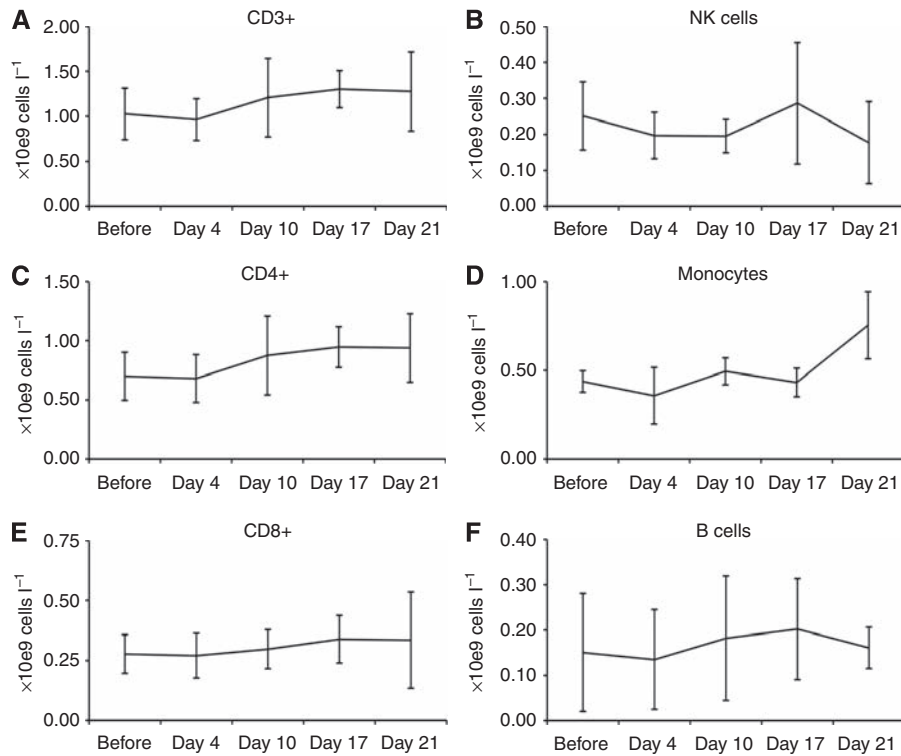 A
CD3+
×10e9 cells l⁻¹
2.00
1.50
1.00
0.50
0.00
Before Day 4 Day 10 Day 17 Day 21
B
NK cells
×10e9 cells l⁻¹
0.50
0.40
0.30
0.20
0.10
0.00
Before Day 4 Day 10 Day 17 Day 21
C
CD4+
×10e9 cells l⁻¹
1.50
1.00
0.50
0.00
Before Day 4 Day 10 Day 17 Day 21
D
Monocytes
×10e9 cells l⁻¹
1.00
0.50
0.00
Before Day 4 Day 10 Day 17 Day 21
E
CD8+
×10e9 cells l⁻¹
0.75
0.50
0.25
0.00
Before Day 4 Day 10 Day 17 Day 21
F
B cells
×10e9 cells l⁻¹
0.40
0.30
0.20
0.10
0.00
Before Day 4 Day 10 Day 17 Day 21